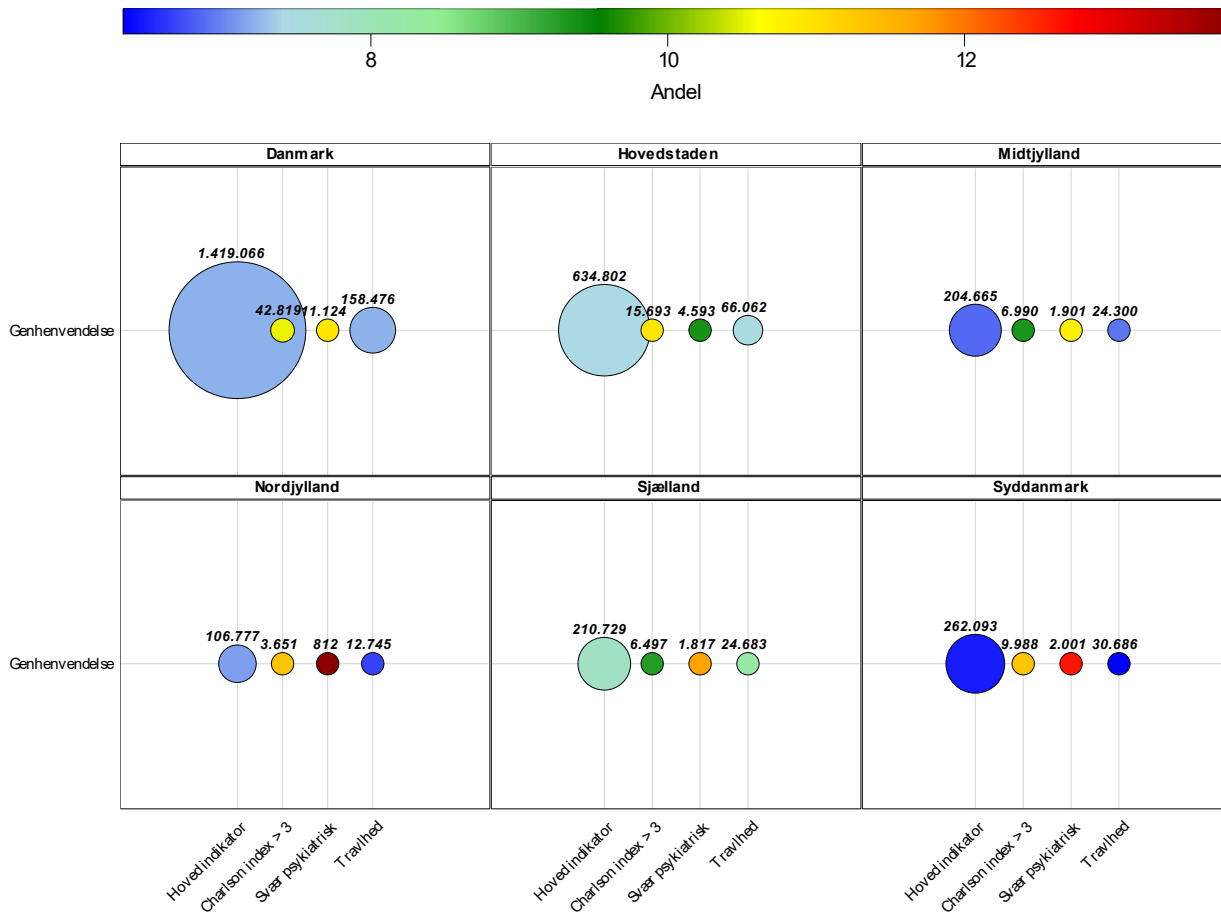 8 10 12
Andel
Danmark Hovedstaden Midtjylland
1.419.066 42.819 11.124 158.476
634.802 15.693 4.593 66.062
204.665 6.990 1.901 24.300
Genhenvendelse
Nordjylland Sjælland Syddanmark
106.777 3.651 812 12.745
210.729 6.497 1.817 24.683
262.093 9.988 2.001 30.686
Genhenvendelse
Hovedindikator Charlson index > 3 Svær psykiatrisk Travlhed
Hovedindikator Charlson index > 3 Svær psykiatrisk Travlhed
Hovedindikator Charlson index > 3 Svær psykiatrisk Travlhed